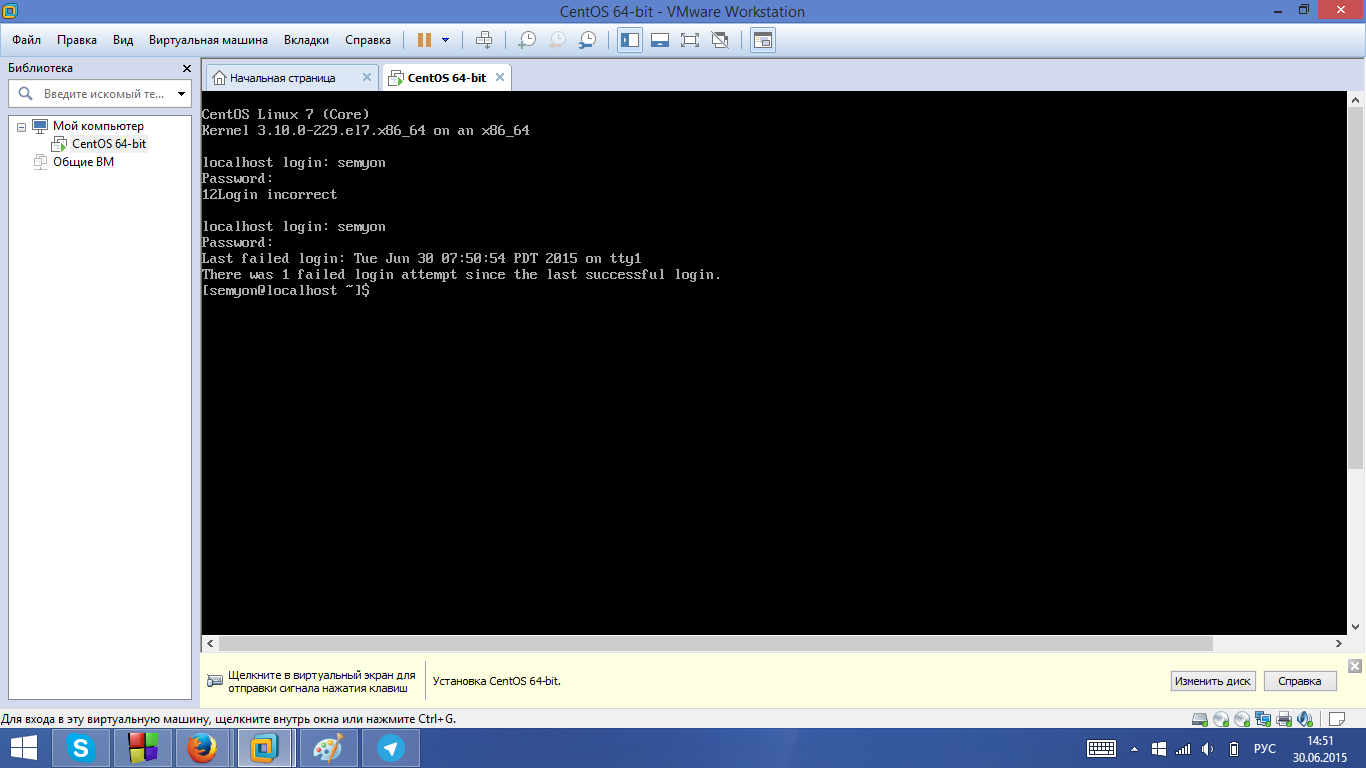 CentOS 64-bit - VMware Workstation
Файл Правка Вид Виртуальная машина Вкладки Справка
Библиотека
Введите искомый те...
Мой компьютер
CentOS 64-bit
Общие ВМ
Начальная страница CentOS 64-bit
CentOS Linux 7 (Core)
Kernel 3.10.0-229.el7.x86_64 on an x86_64
localhost login: semyon
Password:
12Login incorrect
localhost login: semyon
Password:
Last failed login: Tue Jun 30 07:50:54 PDT 2015 on tty1
There was 1 failed login attempt since the last successful login.
[semyon@localhost ~]$
Щелкните в виртуальный экран для
отправки сигнала нажатия клавиш
Установка CentOS 64-bit.
Изменить диск Справка
Для входа в эту виртуальную машину, щелкните внутрь окна или нажмите Ctrl+G.
РУС
14:51
30.06.2015